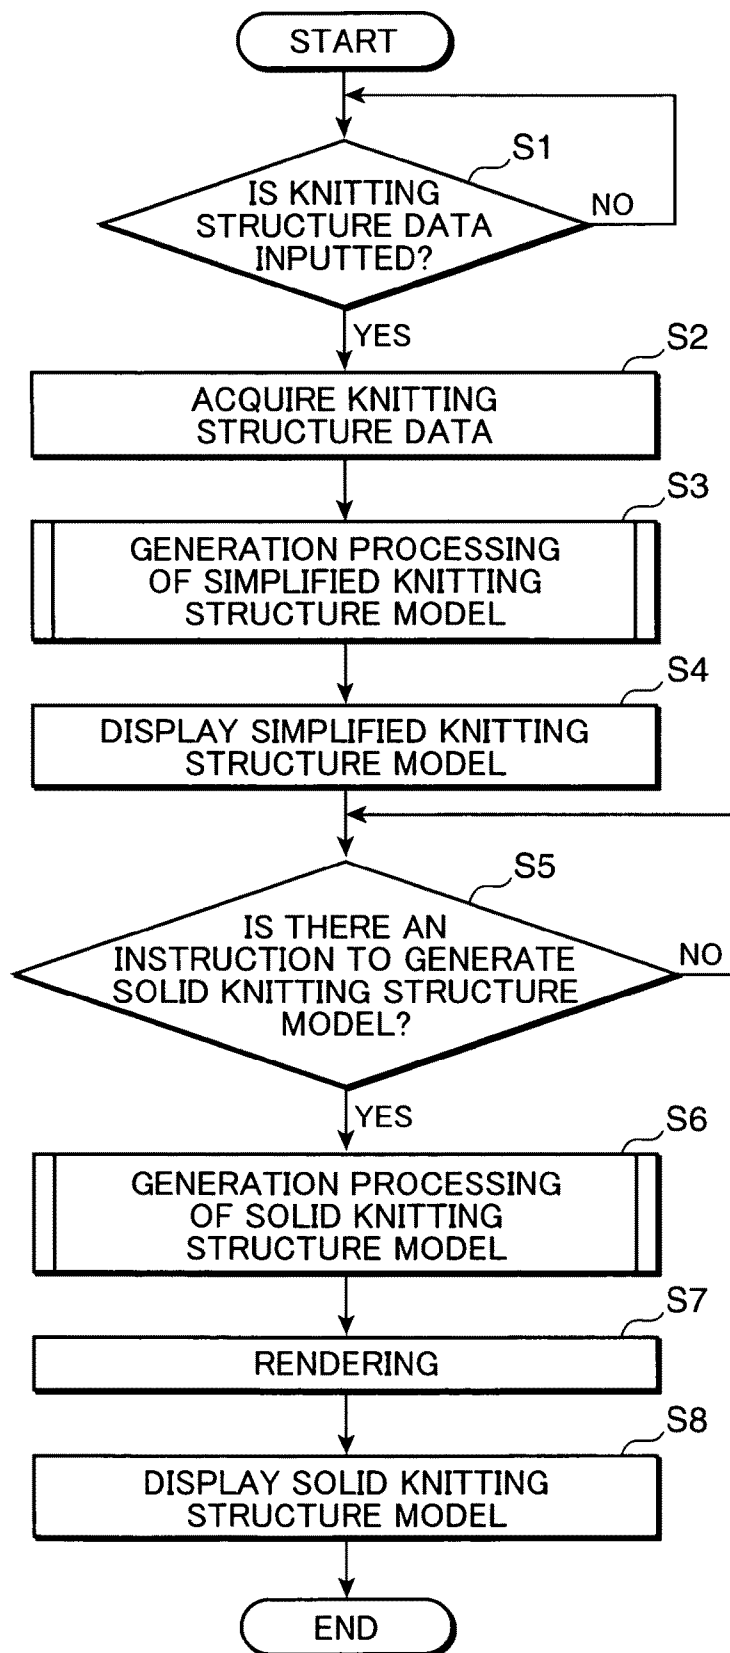 START
S1
IS KNITTING
STRUCTURE DATA
INPUTTED?
NO
YES
S2
ACQUIRE KNITTING
STRUCTURE DATA
S3
GENERATION PROCESSING
OF SIMPLIFIED KNITTING
STRUCTURE MODEL
S4
DISPLAY SIMPLIFIED KNITTING
STRUCTURE MODEL
S5
IS THERE AN
INSTRUCTION TO GENERATE
SOLID KNITTING STRUCTURE
MODEL?
NO
YES
S6
GENERATION PROCESSING
OF SOLID KNITTING
STRUCTURE MODEL
S7
RENDERING
S8
DISPLAY SOLID KNITTING
STRUCTURE MODEL
END